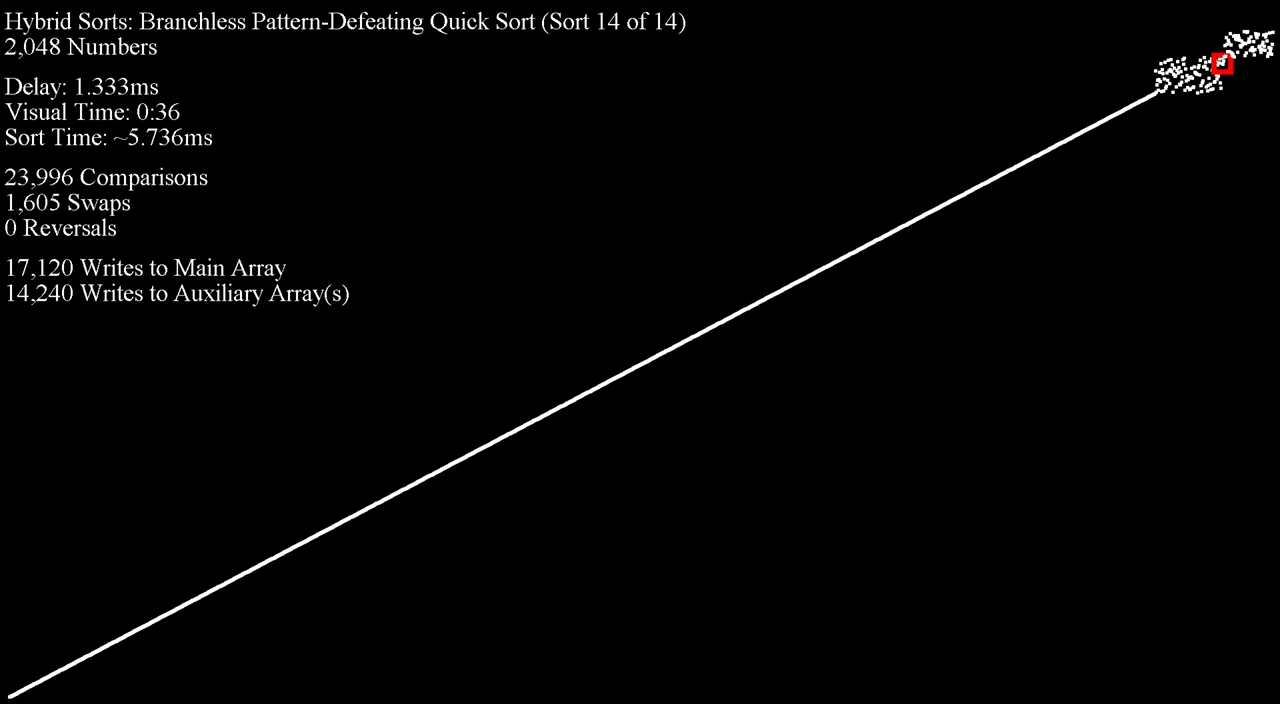 Hybrid Sorts: Branchless Pattern-Defeating Quick Sort (Sort 14 of 14)
2,048 Numbers
Delay: 1.333ms
Visual Time: 0:36
Sort Time: ~5.736ms
23,996 Comparisons
1,605 Swaps
0 Reversals
17,120 Writes to Main Array
14,240 Writes to Auxiliary Array(s)